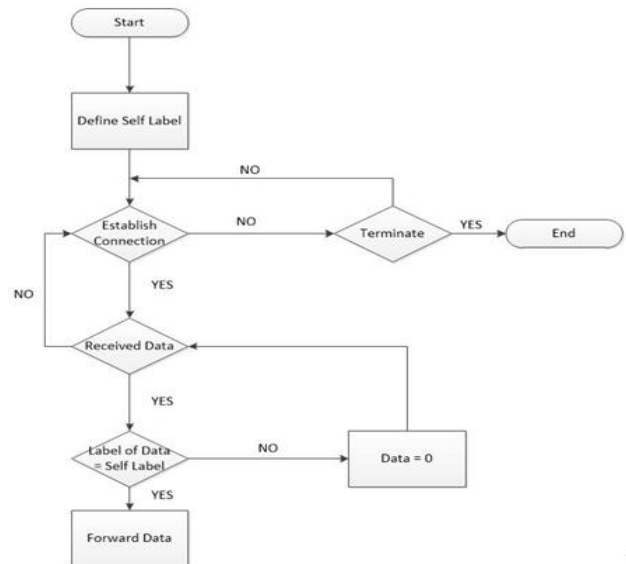 Start
Define Self Label
NO
Establish
Connection
NO
Terminate
YES
End
YES
NO
Received Data
YES
Label of Data
= Self Label
NO
Data = 0
YES
Forward Data